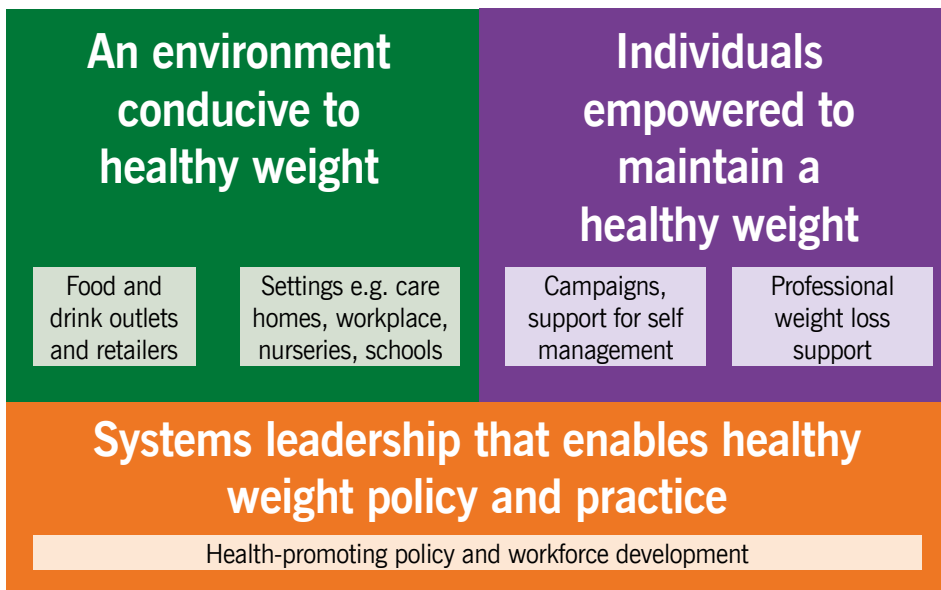 An environment
conducive to
healthy weight
Food and
drink outlets
and retailers
Settings e.g. care
homes, workplace,
nurseries, schools
Individuals
empowered to
maintain a
healthy weight
Campaigns,
support for self
management
Professional
weight loss
support
Systems leadership that enables healthy
weight policy and practice
Health-promoting policy and workforce development